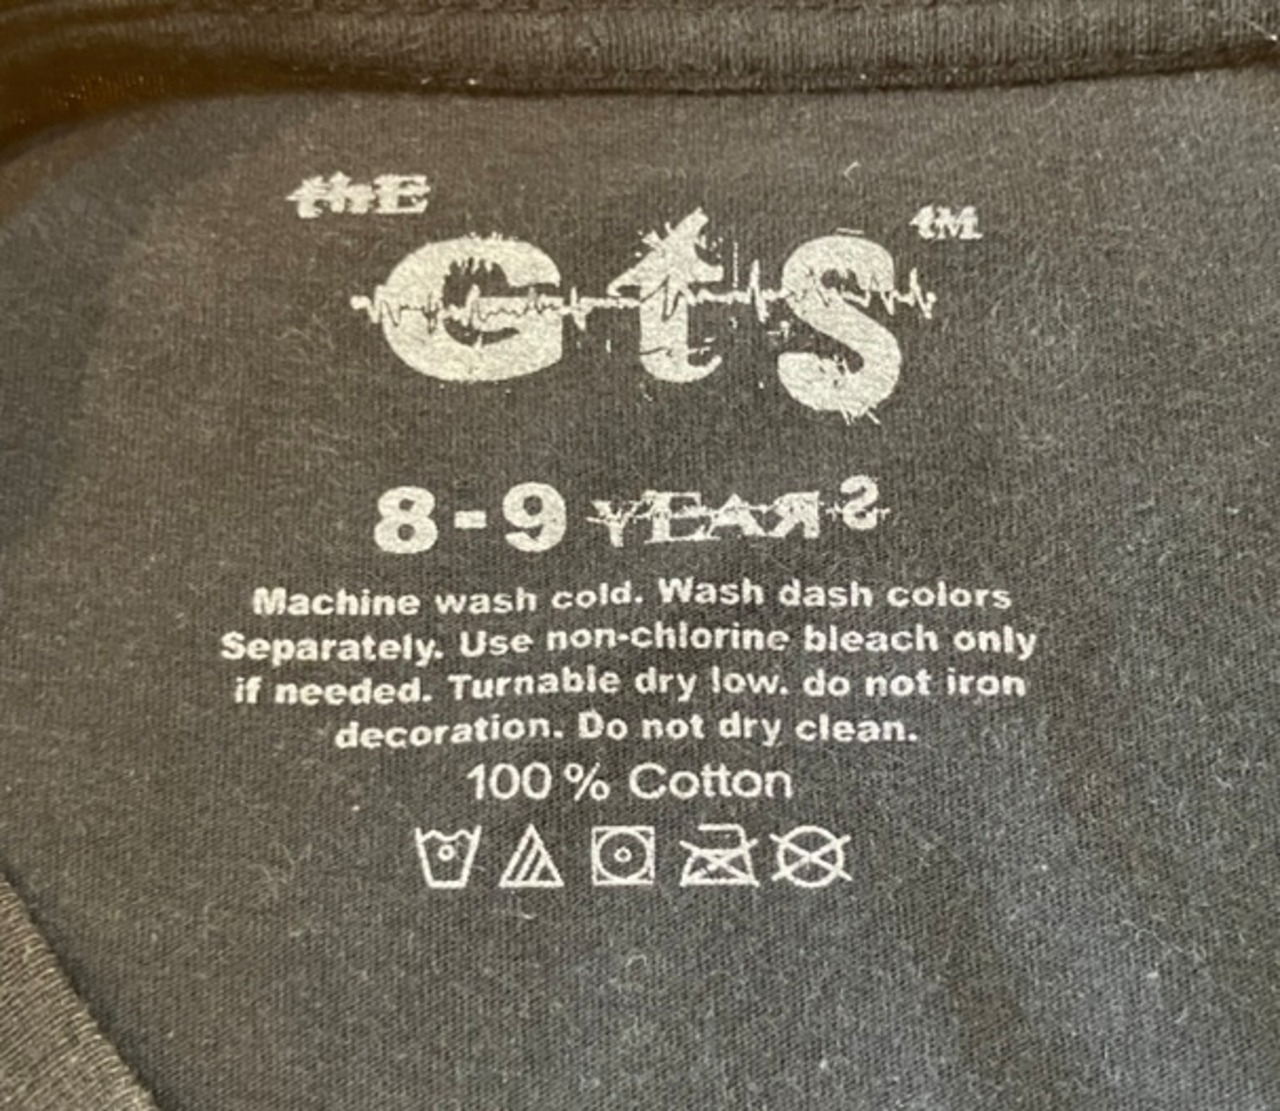 thE
GtS
tM
8-9 YEARS
Machine wash cold. Wash dash colors
Separately. Use non-chlorine bleach only
if needed. Turnable dry low. do not iron
decoration. Do not dry clean.
100 % Cotton